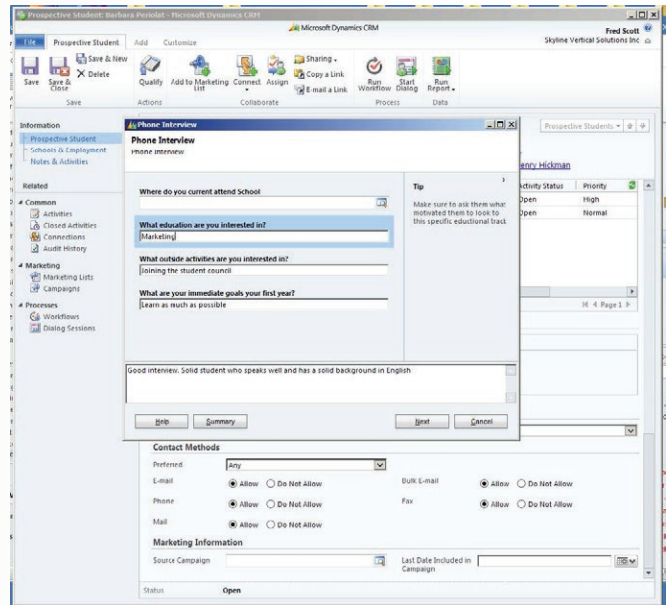 Prospective Student: Barbara Periolat - Microsoft Dynamics CRM
Microsoft Dynamics CRM
Fred Scott
Skyline Vertical Solutions Inc
File Prospective Student Add Customize
Save
Save & Close
Save & New
Delete
Qualify
Add to Marketing List
Connect
Assign
Sharing
Copy a Link
E-mail a Link
Run Workflow
Start Dialog
Run Report
Save Actions Collaborate Process Data
Information
Prospective Student
Schools & Employment
Notes & Activities
Related
Common
Activities
Closed Activities
Connections
Audit History
Marketing
Marketing Lists
Campaigns
Processes
Workflows
Dialog Sessions
Prospective Students
enry Hickman
Activity Status Priority
Open High
Open Normal
Page 1
Phone Interview
Phone Interview
Phone Interview
Where do you current attend School
What education are you interested in?
Marketing
What outside activities are you interested in?
Joining the student council
What are your immediate goals your first year?
Learn as much as possible
Tip
Make sure to ask them what
motivated them to look to
this specific eductional tract
Good interview. Solid student who speaks well and has a solid background in English
Help Summary Next Cancel
Contact Methods
Preferred Any
E-mail Allow Do Not Allow Bulk E-mail Allow Do Not Allow
Phone Allow Do Not Allow Fax Allow Do Not Allow
Mail Allow Do Not Allow
Marketing Information
Source Campaign Last Date Included in
Campaign
Status Open